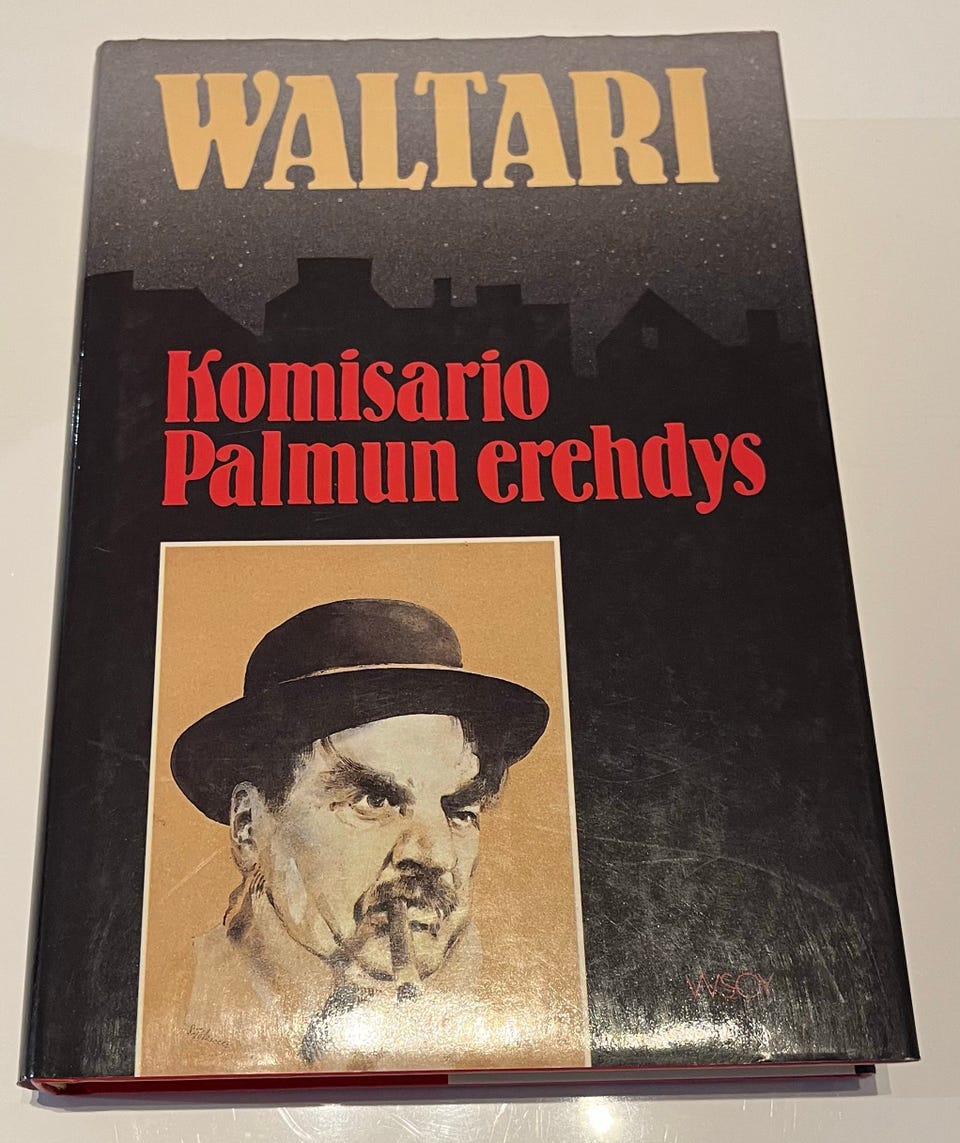 WALTARI
Komisario
Palmun erehdys
WSOY